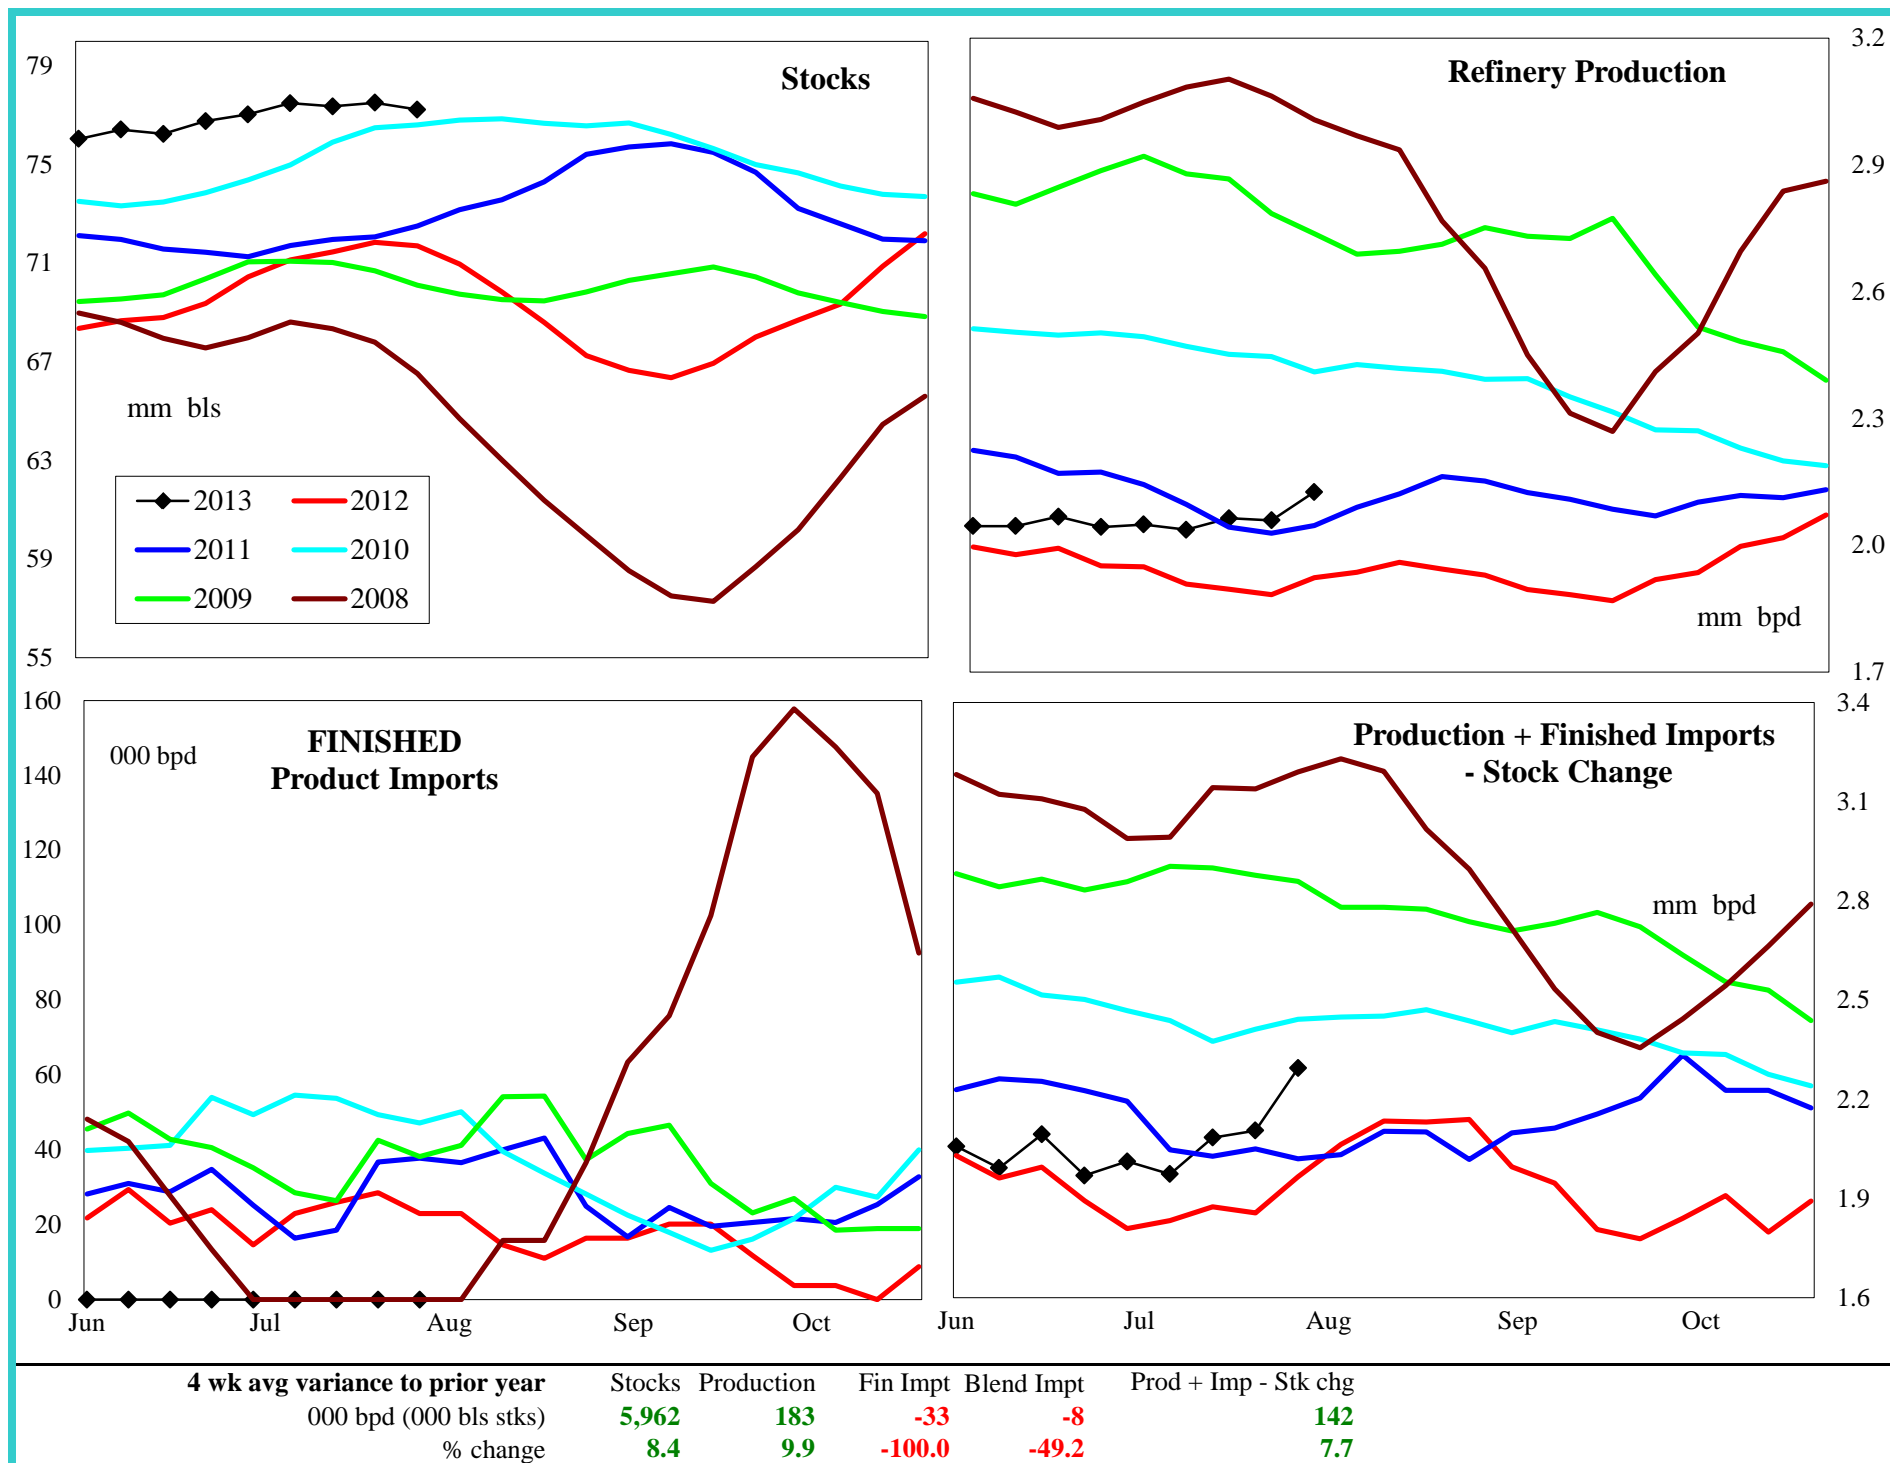 Stocks
79
75
71
67
63
59
55
mm bls
2013 2012
2011 2010
2009 2008
Refinery Production
3.2
2.9
2.6
2.3
2.0
1.7
mm bpd
FINISHED
Product Imports
000 bpd
160
140
120
100
80
60
40
20
0
Jun Jul Aug Sep Oct
Production + Finished Imports
- Stock Change
mm bpd
3.4
3.1
2.8
2.5
2.2
1.9
1.6
Jun Jul Aug Sep Oct
4 wk avg variance to prior year Stocks Production Fin Impt Blend Impt Prod + Imp - Stk chg
000 bpd (000 bls stks) 5,962 183 -33 -8 142
% change 8.4 9.9 -100.0 -49.2 7.7